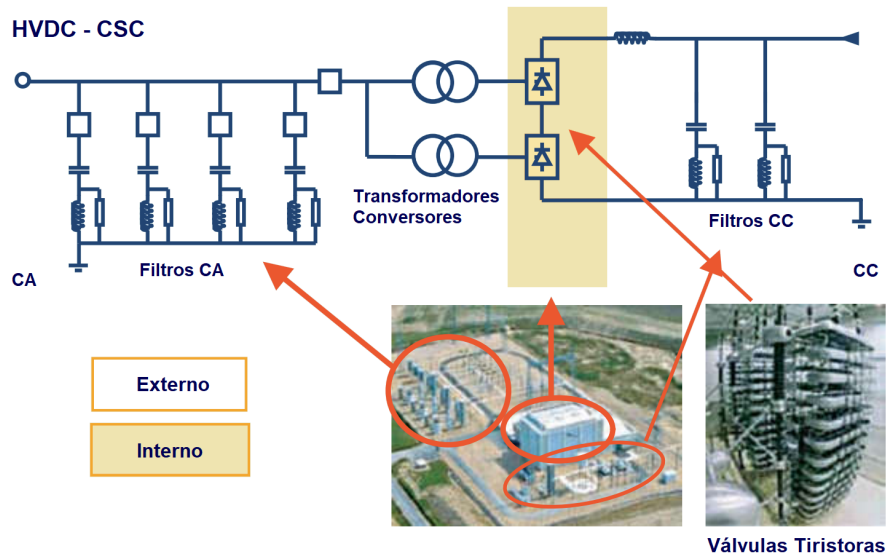 HVDC - CSC
Transformadores
Conversores
Filtros CC
CA
Filtros CA
CC
Externo
Interno
Válvulas Tiristoras